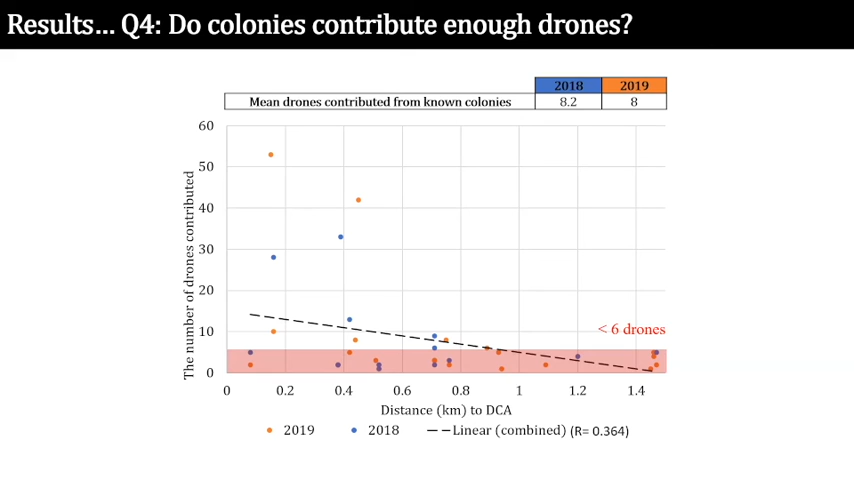 Results... Q4: Do colonies contribute enough drones?
2018 2019
Mean drones contributed from known colonies 8.2 8
60
50
40
30
20
10
0
The number of drones contributed
< 6 drones
0 0.2 0.4 0.6 0.8 1 1.2 1.4
Distance (km) to DCA
2019 2018 Linear (combined) (R= 0.364)